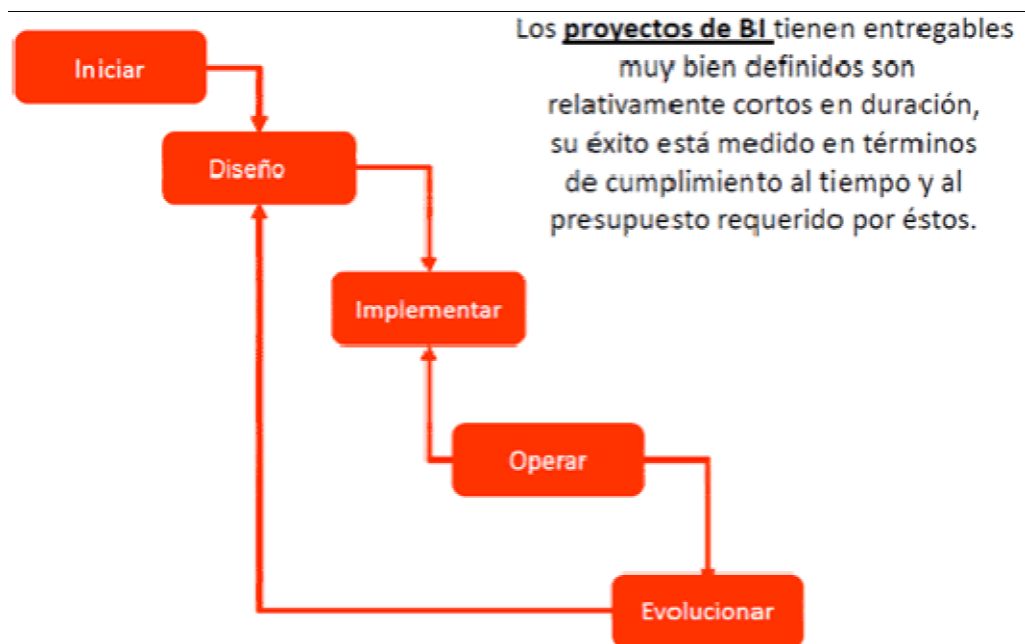 Los proyectos de BI tienen entregables
muy bien definidos son
relativamente cortos en duración,
su éxito está medido en términos
de cumplimiento al tiempo y al
presupuesto requerido por éstos.
Iniciar
Diseño
Implementar
Operar
Evolucionar